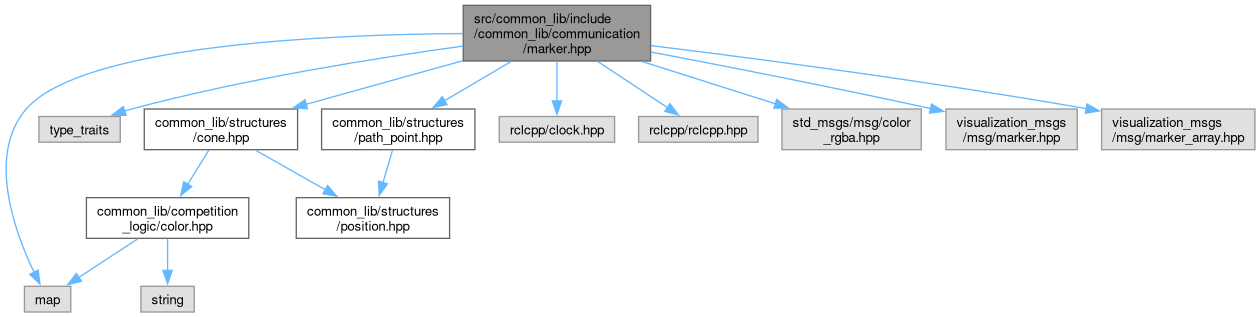 src/common_lib/include
/common_lib/communication
/marker.hpp
type_traits
common_lib/structures
/cone.hpp
common_lib/structures
/path_point.hpp
rclcpp/clock.hpp
rclcpp/rclcpp.hpp
std_msgs/msg/color
_rgba.hpp
visualization_msgs
/msg/marker.hpp
visualization_msgs
/msg/marker_array.hpp
common_lib/competition
_logic/color.hpp
common_lib/structures
/position.hpp
map
string